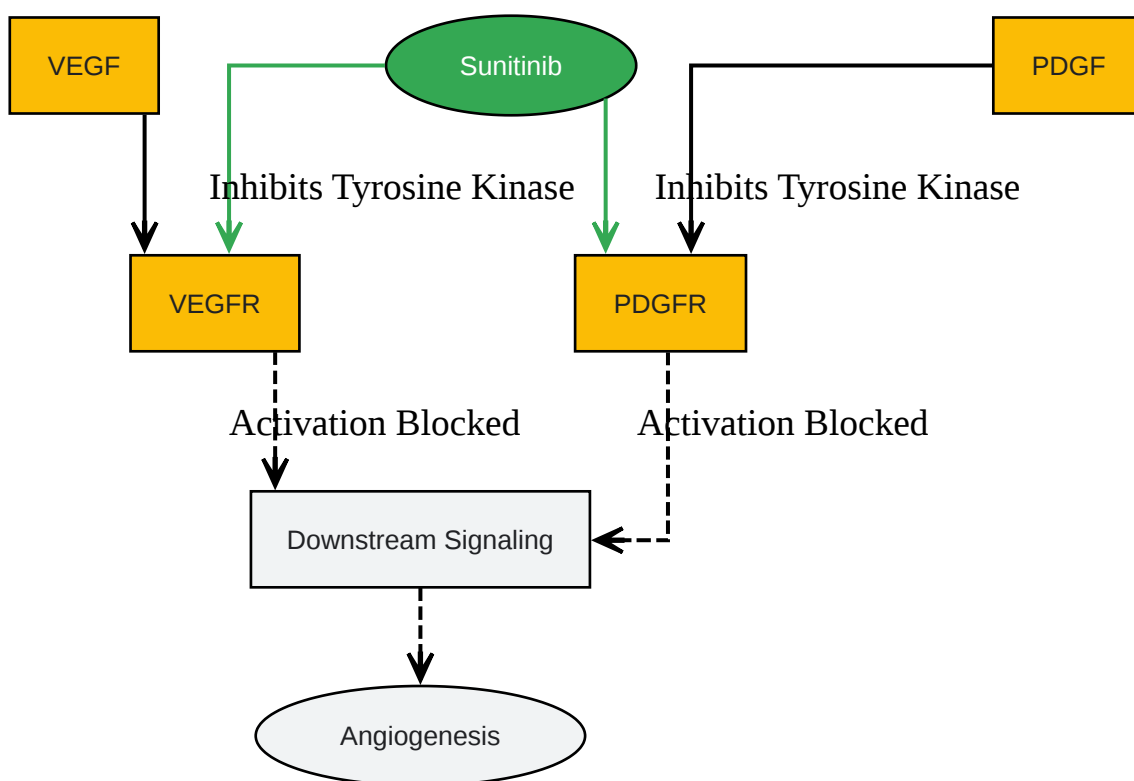 VEGF
Sunitinib
PDGF
Inhibits Tyrosine Kinase
Inhibits Tyrosine Kinase
VEGFR
PDGFR
Activation Blocked
Activation Blocked
Downstream Signaling
Angiogenesis